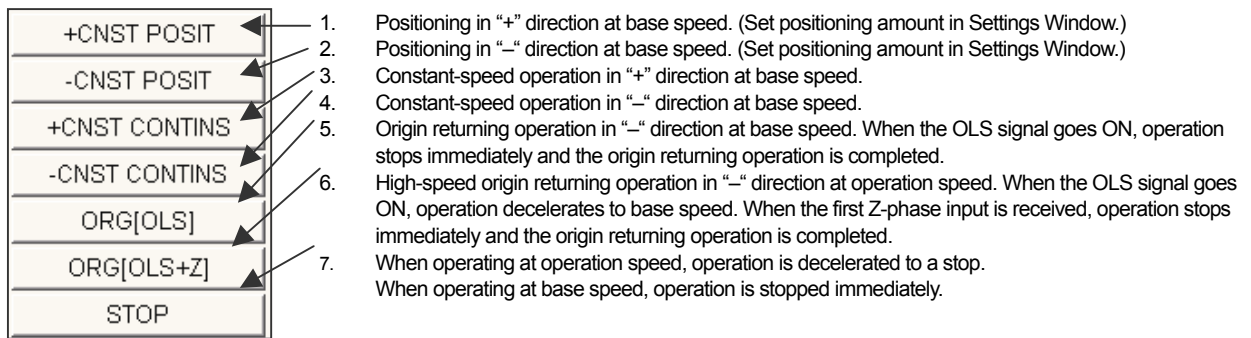 +CNST POSIT
-CNST POSIT
+CNST CONTINS
-CNST CONTINS
ORG[OLS]
ORG[OLS+Z]
STOP
1. Positioning in “+” direction at base speed. (Set positioning amount in Settings Window.)
2. Positioning in “–“ direction at base speed. (Set positioning amount in Settings Window.)
3. Constant-speed operation in “+” direction at base speed.
4. Constant-speed operation in “–“ direction at base speed.
5. Origin returning operation in “–“ direction at base speed. When the OLS signal goes ON, operation
stops immediately and the origin returning operation is completed.
6. High-speed origin returning operation in “–“ direction at operation speed. When the OLS signal goes
ON, operation decelerates to base speed. When the first Z-phase input is received, operation stops
immediately and the origin returning operation is completed.
7. When operating at operation speed, operation is decelerated to a stop.
When operating at base speed, operation is stopped immediately.